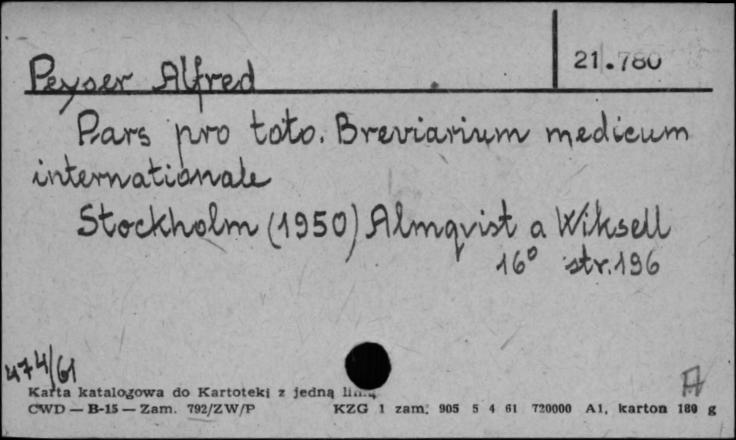 21.780
Peyser Alfred
Pars pro toto. Breviarium medicum
internationale
Stockholm (1950) Almqvist a Wiksell
16° str. 196
474/61
Karta katalogowa do Kartoteki z jedną
A
CWD — B-15 — Zam. 792/ZW/P KZG 1 zam. 905 5 4 61 720000 A1, karton 180 g